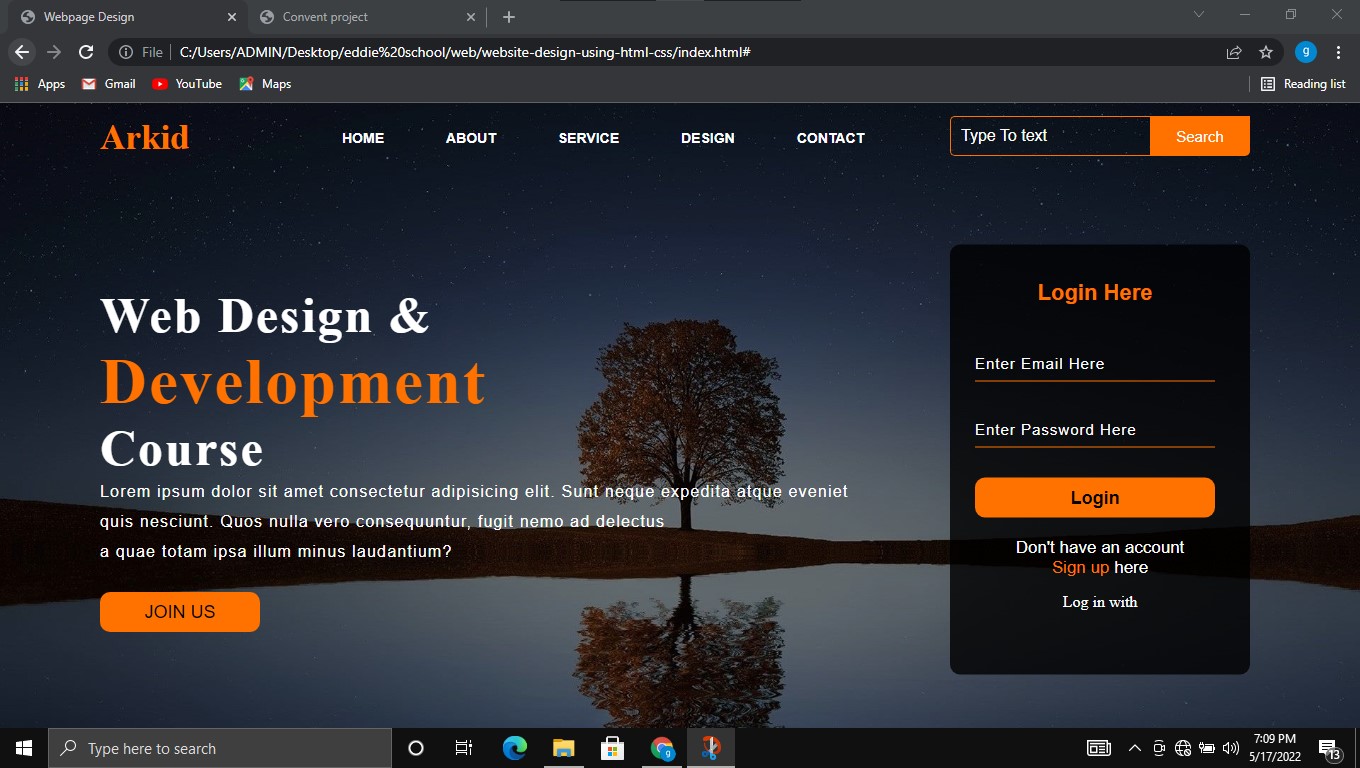 Webpage Design
Convent project
File
C:/Users/ADMIN/Desktop/eddie%20school/web/website-design-using-html-css/index.html#
g
Apps
Gmail
YouTube
Maps
Reading list
Arkid
HOME
ABOUT
SERVICE
DESIGN
CONTACT
Type To text
Search
Web Design &
Development
Course
Lorem ipsum dolor sit amet consectetur adipisicing elit. Sunt neque expedita atque eveniet
quis nesciunt. Quos nulla vero consequuntur, fugit nemo ad delectus
a quae totam ipsa illum minus laudantium?
JOIN US
Login Here
Enter Email Here
Enter Password Here
Login
Don't have an account
Sign up here
Log in with
Type here to search
g
7:09 PM
5/17/2022
13